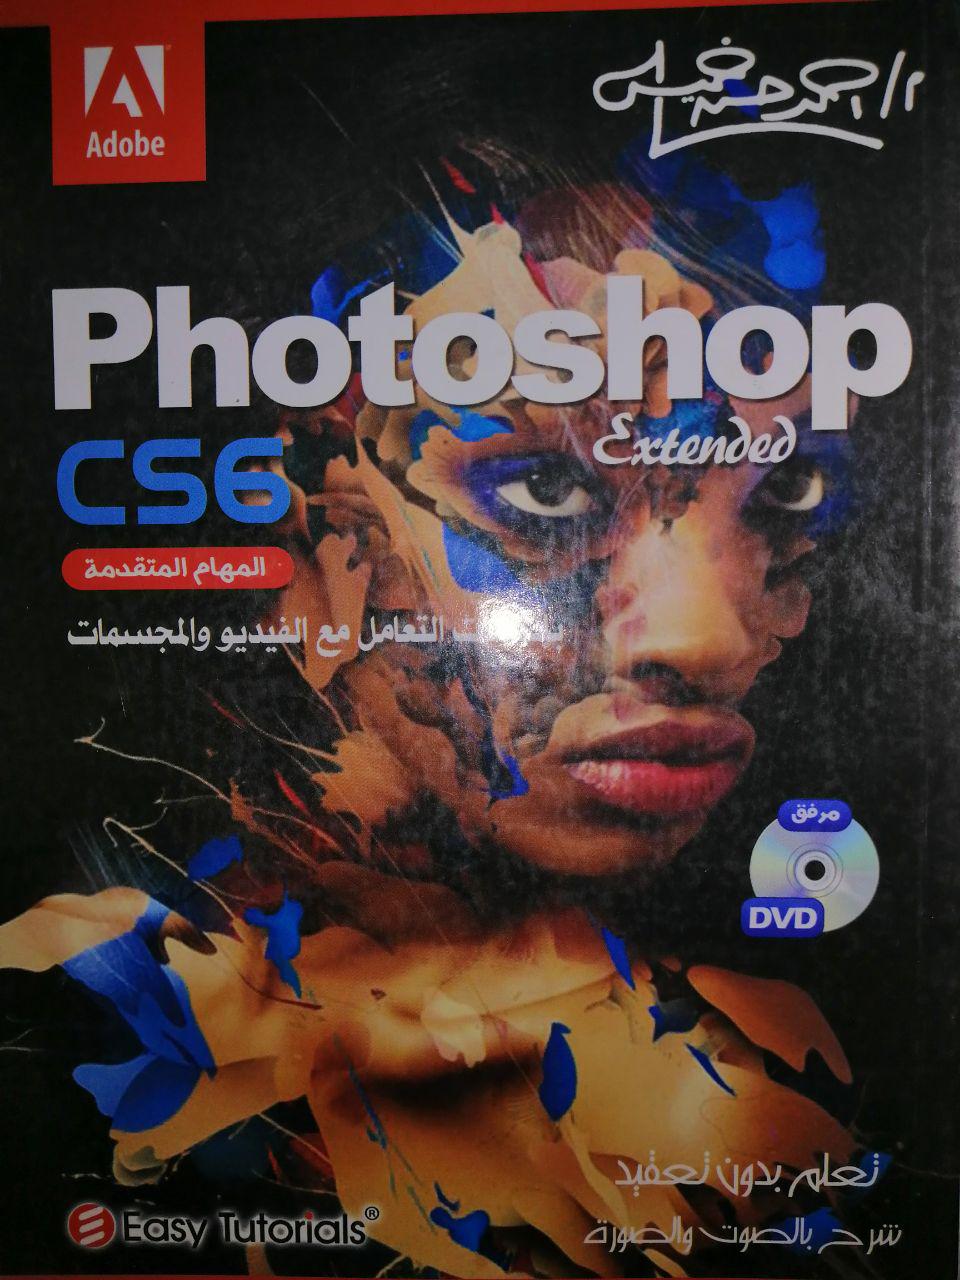 Adobe
م/ احمد حسن خميس
Photoshop
Extended
CS6
المهام المتقدمة
التعامل مع الفيديو والمجسمات
مرفق
DVD
تعلم بدون تعقيد
شرح بالصوت والصورة
Easy Tutorials®